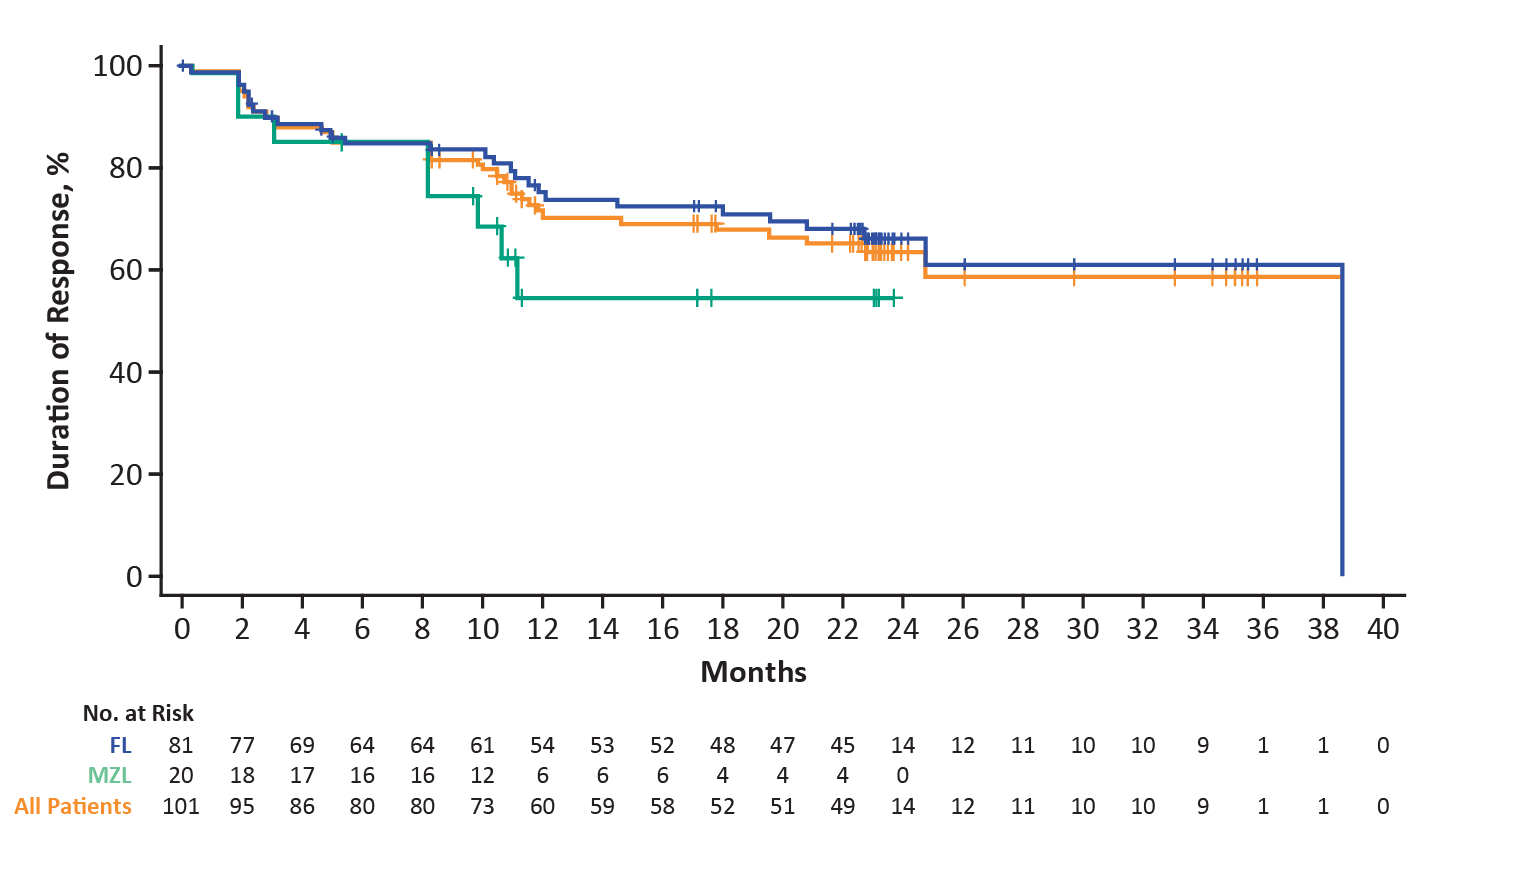 Duration of Response, %
100
80
60
40
20
0
0 2 4 6 8 10 12 14 16 18 20 22 24 26 28 30 32 34 36 38 40
Months
No. at Risk
FL 81 77 69 64 64 61 54 53 52 48 47 45 14 12 11 10 10 9 1 1 0
MZL 20 18 17 16 16 12 6 6 6 4 4 4 0
All Patients 101 95 86 80 80 73 60 59 58 52 51 49 14 12 11 10 10 9 1 1 0